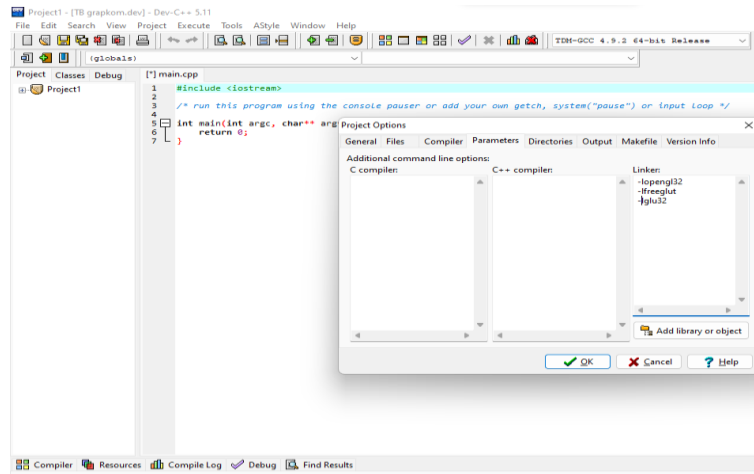 Project1 - [TB grapkom.dev] - Dev-C++ 5.11
File Edit Search View Project Execute Tools AStyle Window Help
TDM-GCC 4.9.2 64-bit Release
(globals)
Project Classes Debug
[*] main.cpp
Project1
1 #include <iostream>
2
3 /* run this program using the console pauser or add your own getch, system("pause") or input loop */
4
5 int main(int argc, char** arg
6 return 0;
7 }
Project Options
General Files Compiler Parameters Directories Output Makefile Version Info
Additional command line options:
C compiler: C++ compiler: Linker:
-lopengl32
-lfreeglut
-lglu32
Add library or object
OK Cancel Help
Compiler Resources Compile Log Debug Find Results